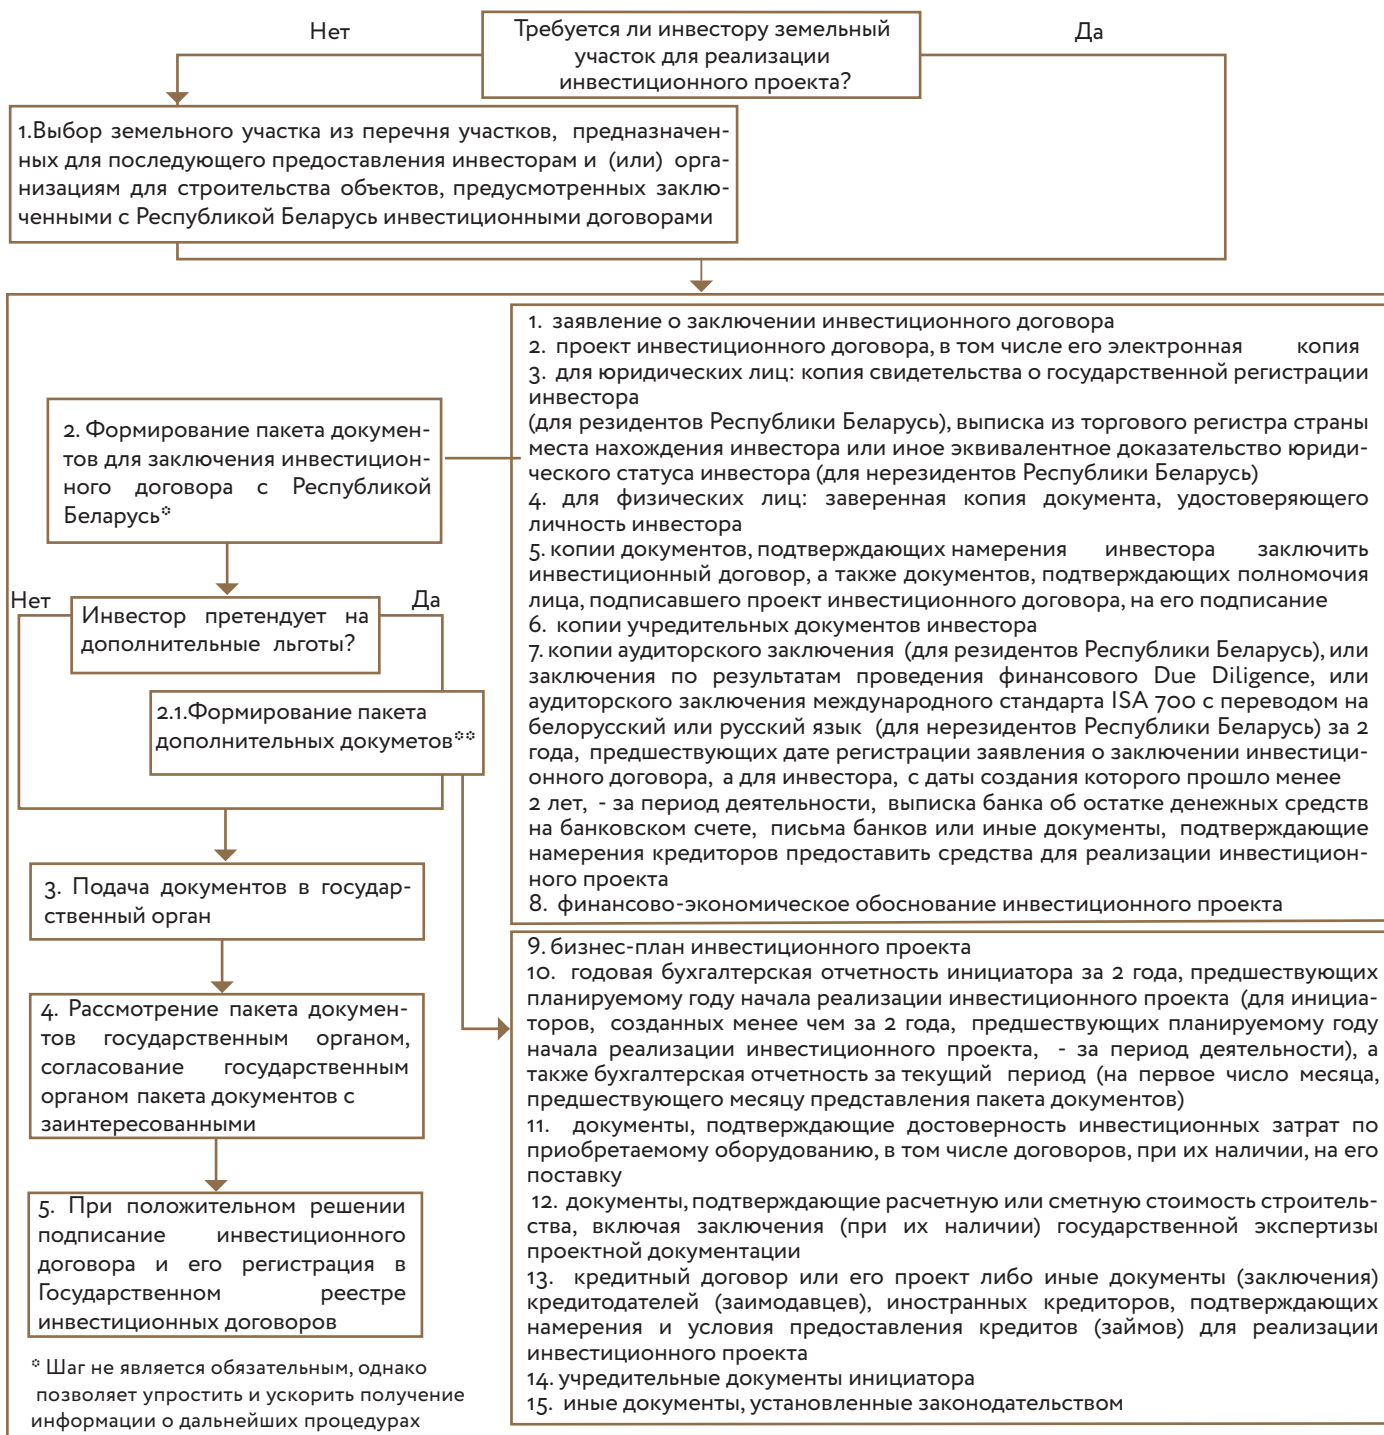 Нет
Требуется ли инвестору земельный
участок для реализации
инвестиционного проекта?
Да
1.Выбор земельного участка из перечня участков, предназначен-
ных для последующего предоставления инвесторам и (или) ор-
ганизациям для строительства объектов, предусмотренных заклю-
ченными с Республикой Беларусь инвестиционными договорами
2. Формирование пакета докумен-
тов для заключения инвестицион-
ного договора с Республикой
Беларусь*
Нет
Инвестор претендует на
дополнительные льготы?
Да
2.1.Формирование пакета
дополнительных докуметов**
3. Подача документов в государ-
ственный орган
4. Рассмотрение пакета докумен-
тов государственным органом,
согласование государственным
органом пакета документов с
заинтересованными
5. При положительном решении
подписание инвестиционного
договора и его регистрация в
Государственном реестре
инвестиционных договоров
* Шаг не является обязательным, однако
позволяет упростить и ускорить получение
информации о дальнейших процедурах
1. заявление о заключении инвестиционного договора
2. проект инвестиционного договора, в том числе его электронная копия
3. для юридических лиц: копия свидетельства о государственной регистрации
инвестора
(для резидентов Республики Беларусь), выписка из торгового регистра страны
места нахождения инвестора или иное эквивалентное доказательство юриди-
ческого статуса инвестора (для нерезидентов Республики Беларусь)
4. для физических лиц: заверенная копия документа, удостоверяющего
личность инвестора
5. копии документов, подтверждающих намерения инвестора заключить
инвестиционный договор, а также документов, подтверждающих полномочия
лица, подписавшего проект инвестиционного договора, на его подписание
6. копии учредительных документов инвестора
7. копии аудиторского заключения (для резидентов Республики Беларусь), или
заключения по результатам проведения финансового Due Diligence, или
аудиторского заключения международного стандарта ISA 700 с переводом на
белорусский или русский язык (для нерезидентов Республики Беларусь) за 2
года, предшествующих дате регистрации заявления о заключении инвестици-
онного договора, а для инвестора, с даты создания которого прошло менее
2 лет, - за период деятельности, выписка банка об остатке денежных средств
на банковском счете, письма банков или иные документы, подтверждающие
намерения кредиторов предоставить средства для реализации инвестицион-
ного проекта
8. финансово-экономическое обоснование инвестиционного проекта
9. бизнес-план инвестиционного проекта
10. годовая бухгалтерская отчетность инициатора за 2 года, предшествующих
планируемому году начала реализации инвестиционного проекта (для инициа-
торов, созданных менее чем за 2 года, предшествующих планируемому году
начала реализации инвестиционного проекта, - за период деятельности), а
также бухгалтерская отчетность за текущий период (на первое число месяца,
предшествующего месяцу представления пакета документов)
11. документы, подтверждающие достоверность инвестиционных затрат по
приобретаемому оборудованию, в том числе договоров, при их наличии, на его
поставку
12. документы, подтверждающие расчетную или сметную стоимость строитель-
ства, включая заключения (при их наличии) государственной экспертизы
проектной документации
13. кредитный договор или его проект либо иные документы (заключения)
кредитодателей (заимодавцев), иностранных кредиторов, подтверждающих
намерения и условия предоставления кредитов (займов) для реализации
инвестиционного проекта
14. учредительные документы инициатора
15. иные документы, установленные законодательством